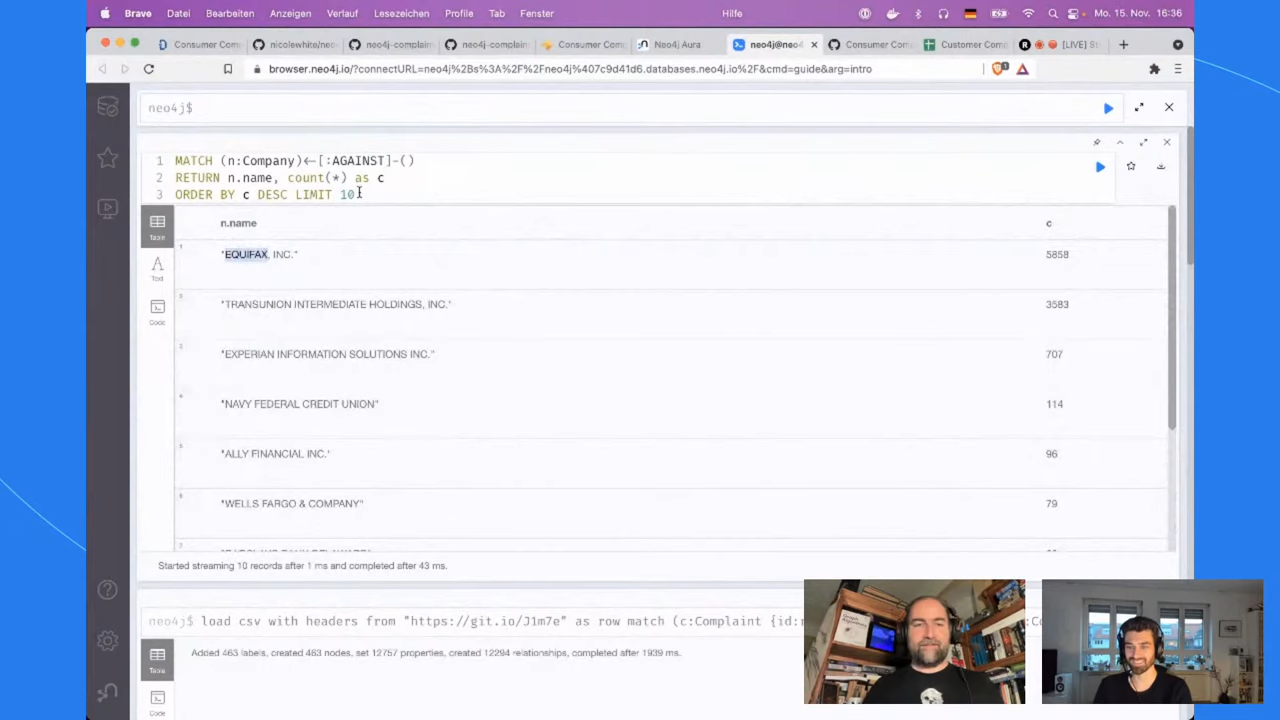 Brave Datei Bearbeiten Anzeigen Verlauf Lesezeichen Profile Tab Fenster Hilfe Mo. 15. Nov. 16:36
Consumer Com nicolewhite/neo neo4j-complain neo4j-complain Consumer Com Neo4j Aura neo4j@neo4 Consumer Com Customer Comp [LIVE] St
browser.neo4j.io/?connectURL=neo4j%2Bs%3A%2F%2Fneo4j%407c9d41d6.databases.neo4j.io%2F&cmd=guide&arg=intro
neo4j$
1 MATCH (n:Company)<-[:AGAINST]-()
2 RETURN n.name, count(*) as c
3 ORDER BY c DESC LIMIT 10
Table
Text
Code
n.name c
1 "EQUIFAX, INC." 5858
"TRANSUNION INTERMEDIATE HOLDINGS, INC." 3583
"EXPERIAN INFORMATION SOLUTIONS INC." 707
"NAVY FEDERAL CREDIT UNION" 114
"ALLY FINANCIAL INC." 96
"WELLS FARGO & COMPANY" 79
Started streaming 10 records after 1 ms and completed after 43 ms.
neo4j$ load csv with headers from "https://git.io/J1m7e" as row match (c:Complaint {id:r
Table
Code
Added 463 labels, created 463 nodes, set 12757 properties, created 12294 relationships, completed after 1939 ms.